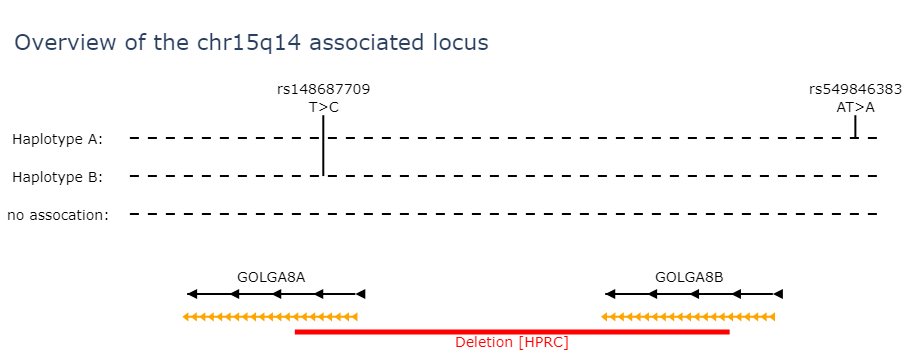 Overview of the chr15q14 associated locus
rs148687709
T>C
rs549846383
AT>A
Haplotype A:
Haplotype B:
no assocation:
GOLGA8A
GOLGA8B
Deletion [HPRC]